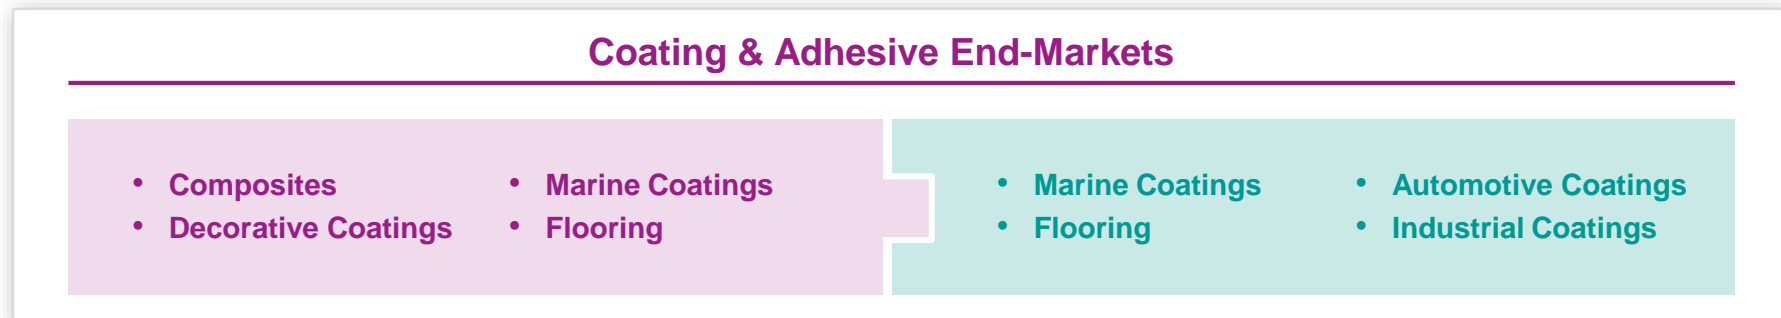 Coating & Adhesive End-Markets
• Composites
• Decorative Coatings
• Marine Coatings
• Flooring
• Marine Coatings
• Flooring
• Automotive Coatings
• Industrial Coatings